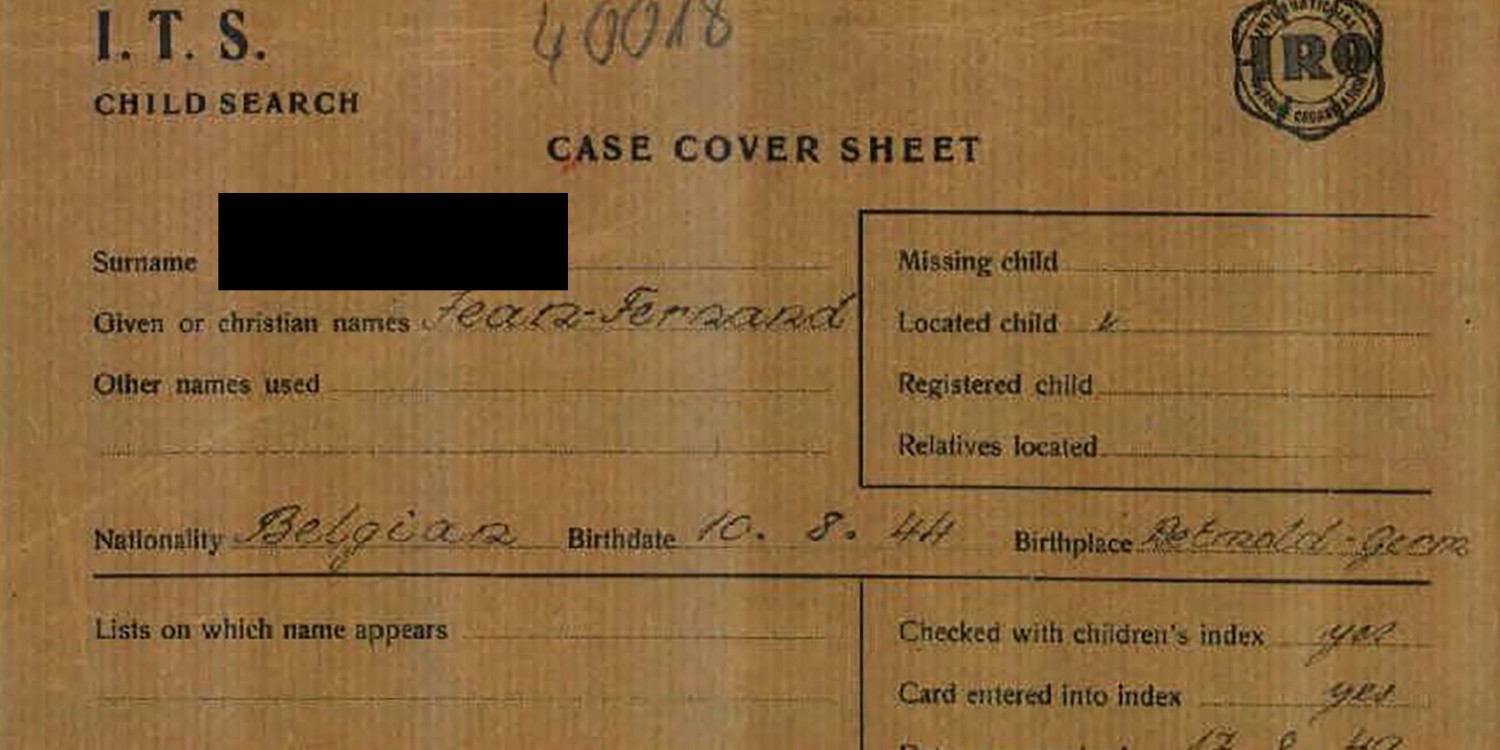 I. T. S.
40018
CHILD SEARCH
INTERNATIONAL
IRO
CASE COVER SHEET
Surname
Given or christian names Jean-Fernand
Other names used
Missing child
Located child
Registered child
Relatives located
Nationality Belgian Birthdate 10. 8. 44 Birthplace Detmold-Germ
Lists on which name appears
Checked with children's index yes
Card entered into index yes